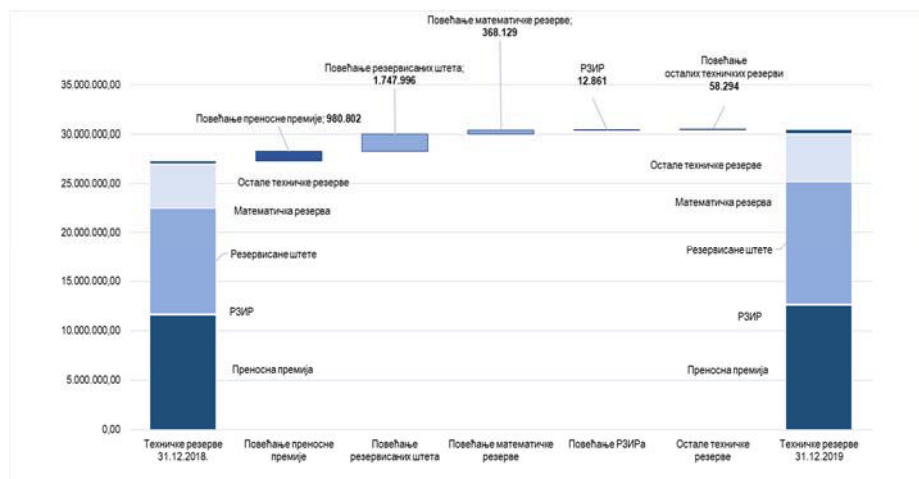 Повећање математичке резерве;
368.129
Повећање резервисаних штета;
1.747.996
РЗИР
12.861
Повећање
осталих техничких резерви
58.294
Повећање преносне премије; 980.802
35.000.000,00
30.000.000,00
25.000.000,00
20.000.000,00
15.000.000,00
10.000.000,00
5.000.000,00
0,00
Остале техничке резерве
Математичка резерва
Резервисане штете
РЗИР
Преносна премија
Остале техничке резерве
Математичка резерва
Резервисане штете
РЗИР
Преносна премија
Техничке резерве
31.12.2018.
Повећање преносне
премије
Повећање
резервисаних штета
Повећање математичке
резерве
Повећање РЗИРа
Остале техничке
резерве
Техничке резерве
31.12.2019